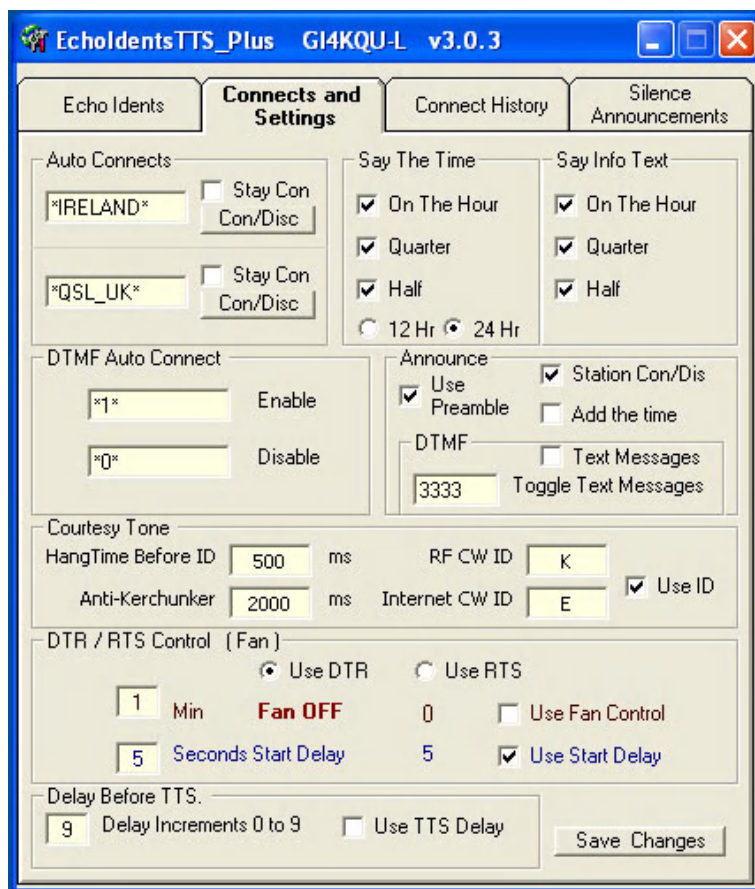 EchoIdentsTTS_Plus GI4KQU-L v3.0.3
Echo Idents
Connects and Settings
Connect History
Silence Announcements
Auto Connects
*IRELAND*
Stay Con
Con/Disc
*QSL_UK*
Stay Con
Con/Disc
Say The Time
On The Hour
Quarter
Half
12 Hr 24 Hr
Say Info Text
On The Hour
Quarter
Half
DTMF Auto Connect
*1* Enable
*0* Disable
Announce
Use Preamble
Station Con/Dis
Add the time
DTMF
Text Messages
3333 Toggle Text Messages
Courtesy Tone
HangTime Before ID 500 ms RF CW ID K
Anti-Kerchunker 2000 ms Internet CW ID E
Use ID
DTR / RTS Control ( Fan )
Use DTR Use RTS
1 Min Fan OFF 0 Use Fan Control
5 Seconds Start Delay 5 Use Start Delay
Delay Before TTS.
9 Delay Increments 0 to 9 Use TTS Delay
Save Changes